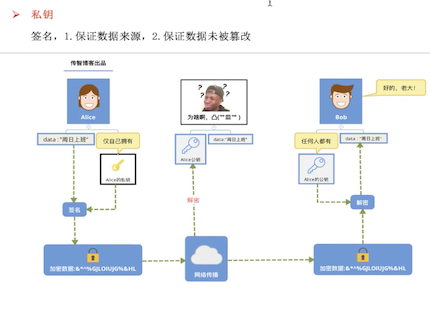 私钥
签名，1.保证数据来源，2.保证数据未被篡改
传智播客出品
Alice
为啥啊，凸(艹皿艹 )
Bob
好的，老大！
data："周日上班"
仅自己拥有
Alice公钥
data："周日上班"
任何人都有
data："周日上班"
Alice的私钥
Alice的公钥
签名
解密
解密
加密数据:&*^%GJLOIUJG%&HL
网络传播
加密数据:&*^%GJLOIUJG%&HL